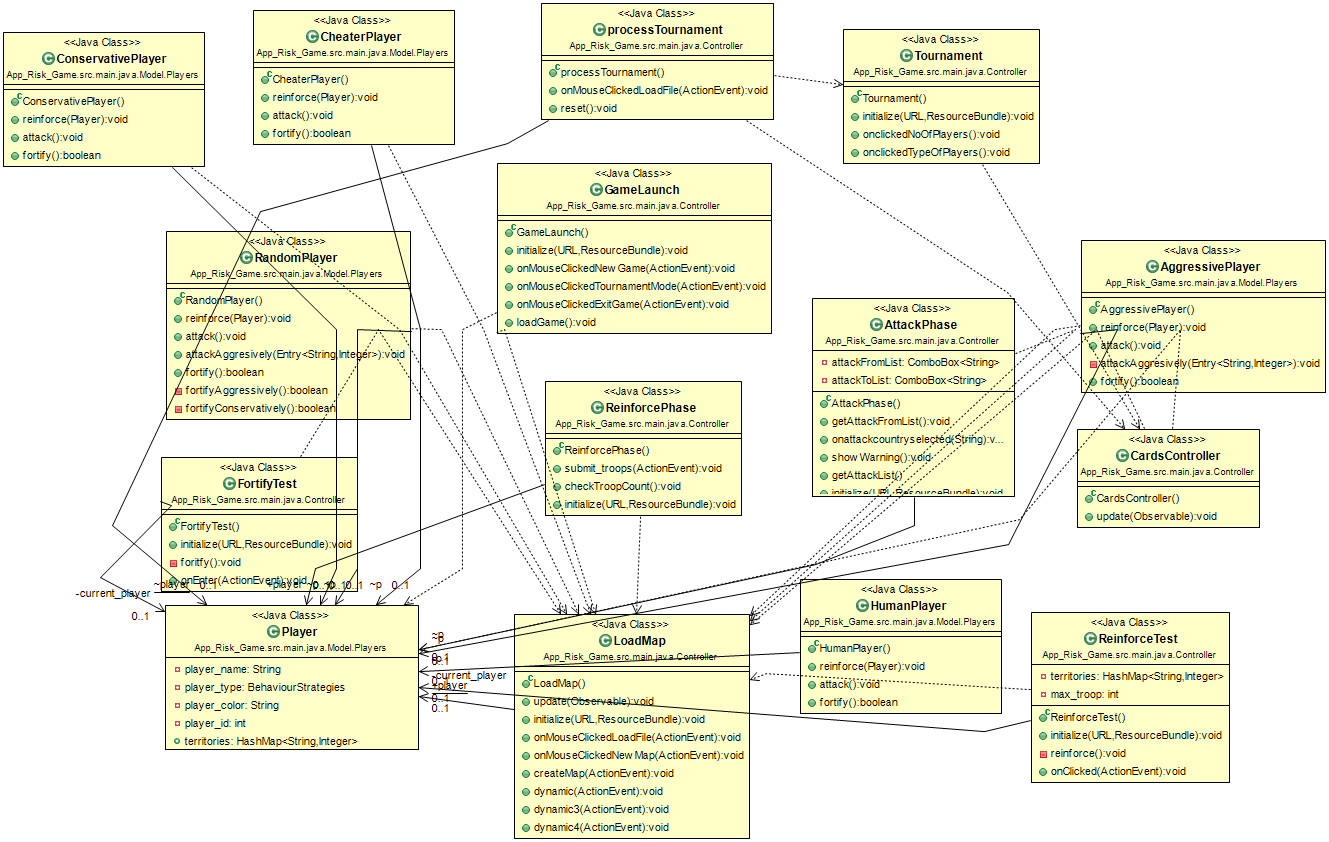 <<Java Class>>
ConservativePlayer
App_Risk_Game.src.main.java.Model.Players
ConservativePlayer()
reinforce(Player):void
attack():void
fortify():boolean
<<Java Class>>
CheaterPlayer
App_Risk_Game.src.main.java.Model.Players
CheaterPlayer()
reinforce(Player):void
attack():void
fortify():boolean
<<Java Class>>
processTournament
App_Risk_Game.src.main.java.Controller
processTournament()
onMouseClickedLoadFile(ActionEvent):void
reset():void
<<Java Class>>
Tournament
App_Risk_Game.src.main.java.Controller
Tournament()
initialize(URL,ResourceBundle):void
onclickedNoOfPlayers():void
onclickedTypeOfPlayers():void
<<Java Class>>
GameLaunch
App_Risk_Game.src.main.java.Controller
GameLaunch()
initialize(URL,ResourceBundle):void
onMouseClickedNewGame(ActionEvent):void
onMouseClickedTournamentMode(ActionEvent):void
onMouseClickedExitGame(ActionEvent):void
loadGame():void
<<Java Class>>
RandomPlayer
App_Risk_Game.src.main.java.Model.Players
RandomPlayer()
reinforce(Player):void
attack():void
attackAggresively(Entry<String,Integer>):void
fortify():boolean
fortifyAggressively():boolean
fortifyConservatively():boolean
<<Java Class>>
AggressivePlayer
App_Risk_Game.src.main.java.Model.Players
AggressivePlayer()
reinforce(Player):void
attack():void
attackAggresively(Entry<String,Integer>):void
fortify():boolean
<<Java Class>>
AttackPhase
App_Risk_Game.src.main.java.Controller
attackFromList: ComboBox<String>
attackToList: ComboBox<String>
AttackPhase()
getAttackFromList():void
onattackcountryselected(String):v...
showWarning():void
getAttackList()
initialize(URL,ResourceBundle):void
<<Java Class>>
ReinforcePhase
App_Risk_Game.src.main.java.Controller
ReinforcePhase()
submit_troops(ActionEvent):void
checkTroopCount():void
initialize(URL,ResourceBundle):void
<<Java Class>>
CardsController
App_Risk_Game.src.main.java.Controller
CardsController()
update(Observable):void
<<Java Class>>
FortifyTest
App_Risk_Game.src.main.java.Controller
FortifyTest()
initialize(URL,ResourceBundle):void
foritfy():void
onEnter(ActionEvent):void
~player 0..1
+player
~p 0..1
-current_player
0..1
<<Java Class>>
Player
App_Risk_Game.src.main.java.Model.Players
player_name: String
player_type: BehaviourStrategies
player_color: String
player_id: int
territories: HashMap<String,Integer>
~p
0..1
-current_player
+player
0..1
0..1
<<Java Class>>
LoadMap
App_Risk_Game.src.main.java.Controller
LoadMap()
update(Observable):void
initialize(URL,ResourceBundle):void
onMouseClickedLoadFile(ActionEvent):void
onMouseClickedNewMap(ActionEvent):void
createMap(ActionEvent):void
dynamic(ActionEvent):void
dynamic3(ActionEvent):void
dynamic4(ActionEvent):void
<<Java Class>>
HumanPlayer
App_Risk_Game.src.main.java.Model.Players
HumanPlayer()
reinforce(Player):void
attack():void
fortify():boolean
<<Java Class>>
ReinforceTest
App_Risk_Game.src.main.java.Controller
territories: HashMap<String,Integer>
max_troop: int
ReinforceTest()
initialize(URL,ResourceBundle):void
reinforce():void
onClicked(ActionEvent):void